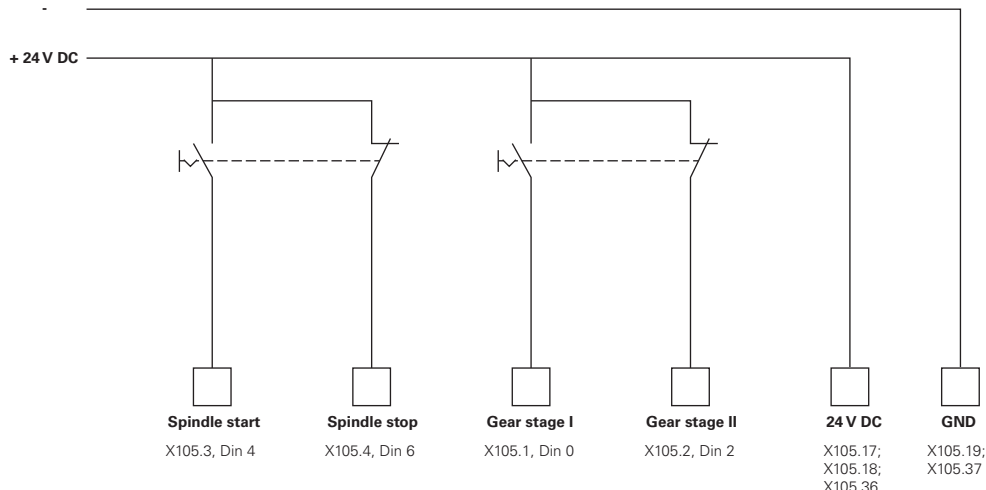 -
+ 24 V DC
Spindle start
Spindle stop
Gear stage I
Gear stage II
24 V DC
GND
X105.3, Din 4
X105.4, Din 6
X105.1, Din 0
X105.2, Din 2
X105.17;
X105.18;
X105.36
X105.19;
X105.37